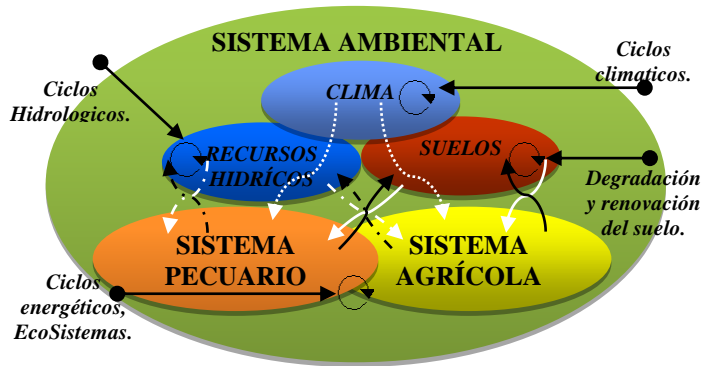 SISTEMA AMBIENTAL
Ciclos
climaticos.
Ciclos
Hidrologicos.
CLIMA
RECURSOS
HIDRÍCOS
SUELOS
Degradación
y renovación
del suelo.
SISTEMA
PECUARIO
SISTEMA
AGRÍCOLA
Ciclos
energéticos,
EcoSistemas.